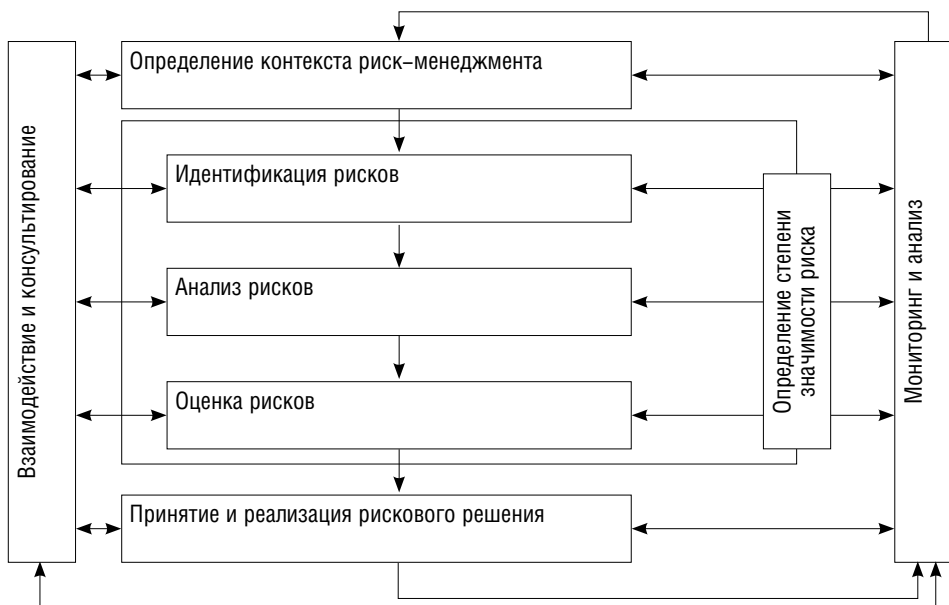 Взаимодействие и консультирование
Определение контекста риск–менеджмента
Идентификация рисков
Анализ рисков
Оценка рисков
Принятие и реализация рискового решения
Определение степени
значимости риска
Мониторинг и анализ